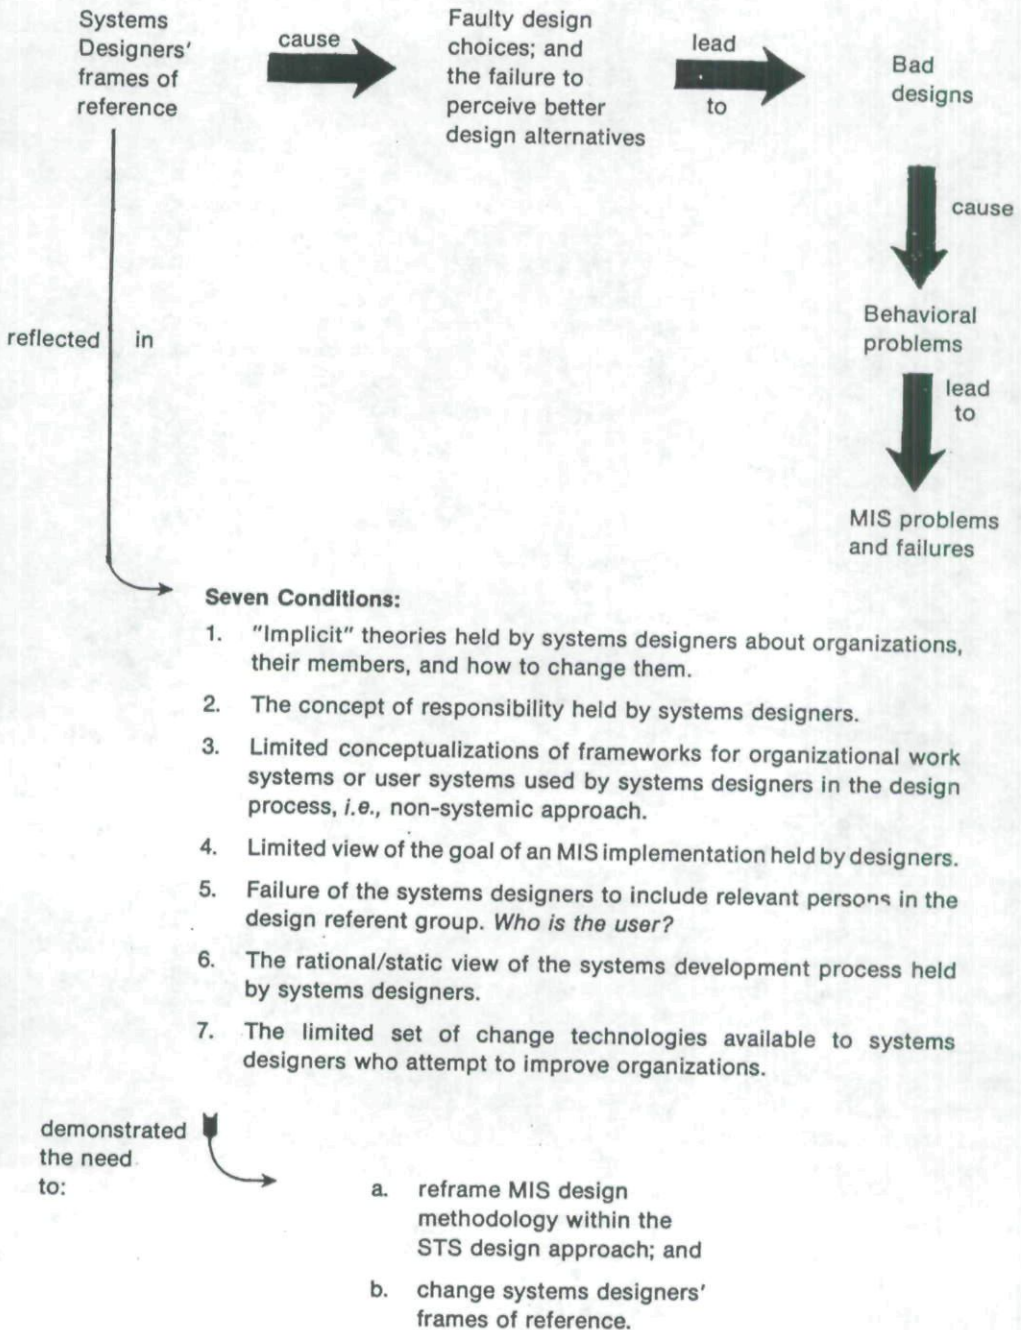 Systems
Designers'
frames of
reference
cause
Faulty design
choices; and
the failure to
perceive better
design alternatives
lead
to
Bad
designs
cause
Behavioral
problems
lead
to
MIS problems
and failures
reflected in
Seven Conditions:
1. "Implicit" theories held by systems designers about organizations,
their members, and how to change them.
2. The concept of responsibility held by systems designers.
3. Limited conceptualizations of frameworks for organizational work
systems or user systems used by systems designers in the design
process, i.e., non-systemic approach.
4. Limited view of the goal of an MIS implementation held by designers.
5. Failure of the systems designers to include relevant persons in the
design referent group. Who is the user?
6. The rational/static view of the systems development process held
by systems designers.
7. The limited set of change technologies available to systems
designers who attempt to improve organizations.
demonstrated
the need
to:
a. reframe MIS design
methodology within the
STS design approach; and
b. change systems designers'
frames of reference.